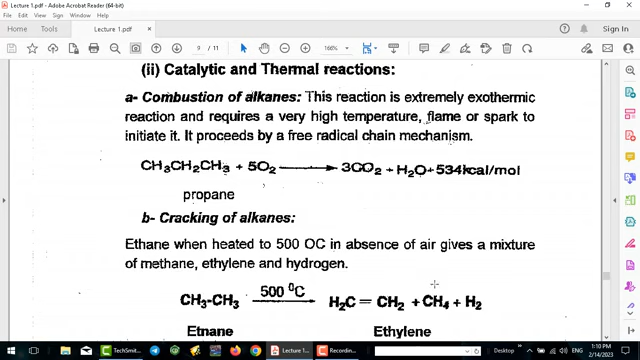 Lecture 1.pdf - Adobe Acrobat Reader (64-bit)
File Edit View Sign Window Help
Home Tools Lecture 1.pdf × Sign In
9 / 11 166%
(ii) Catalytic and Thermal reactions:
a- Combustion of alkanes: This reaction is extremely exothermic
reaction and requires a very high temperature, flame or spark to
initiate it. It proceeds by a free radical chain mechanism.
CH₃CH₂CH₃ + 5O₂ ⟶ 3CO₂ + H₂O + 534kcal/mol
propane
b- Cracking of alkanes:
Ethane when heated to 500 OC in absence of air gives a mixture
of methane, ethylene and hydrogen.
500 ⁰C
CH₃-CH₃ ⟶ H₂C = CH₂ + CH₄ + H₂
Etnane Ethylene
TechSmit... Lecture 1.pdf... Recording... ENG 1:10 PM
2/14/2023